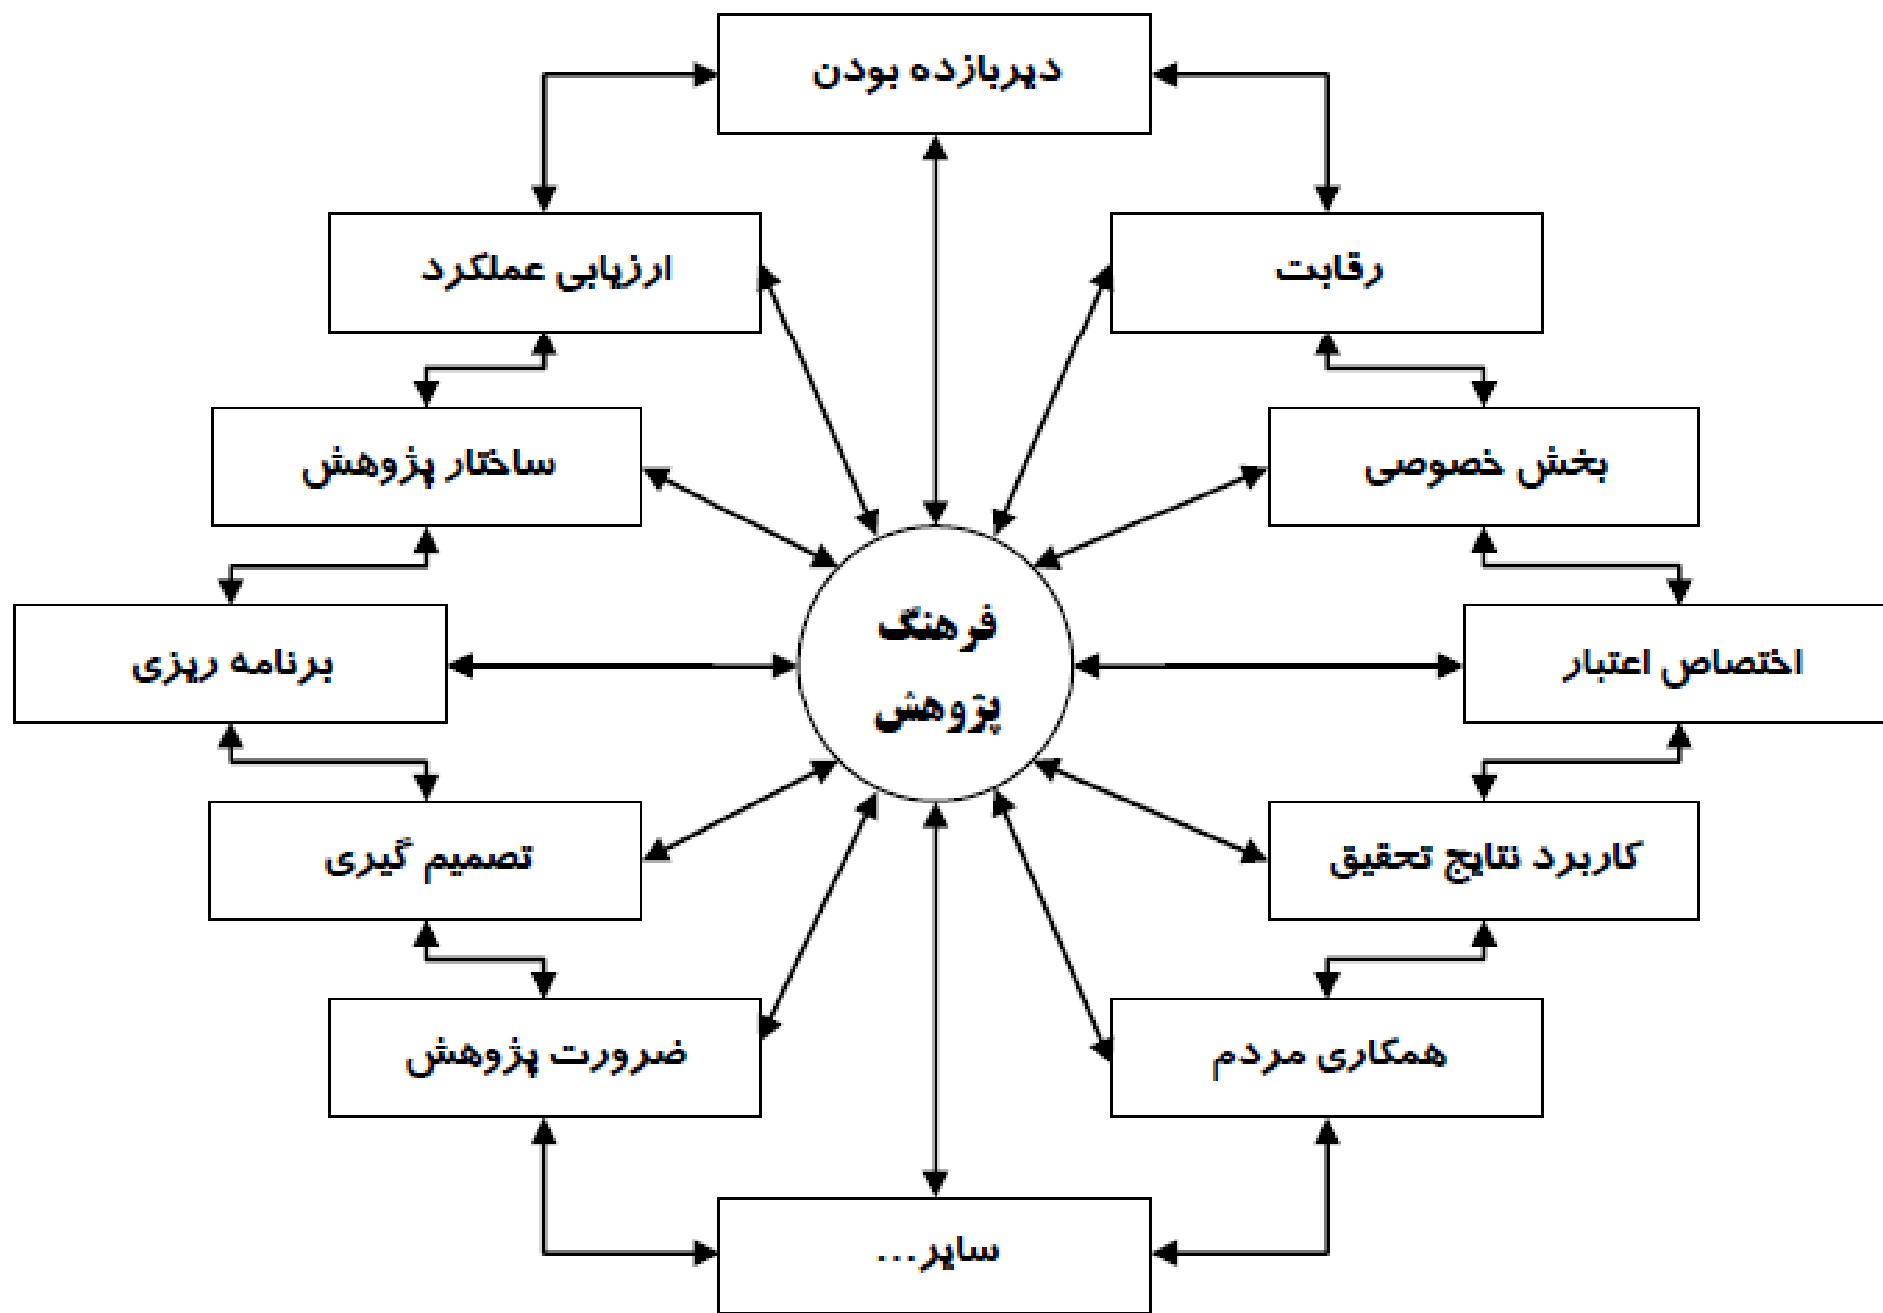 دیربازده بودن
ارزیابی عملکرد
رقابت
ساختار پژوهش
بخش خصوصی
فرهنگ
پژوهش
برنامه ریزی
اختصاص اعتبار
تصمیم گیری
کاربرد نتایج تحقیق
ضرورت پژوهش
همکاری مردم
سایر...